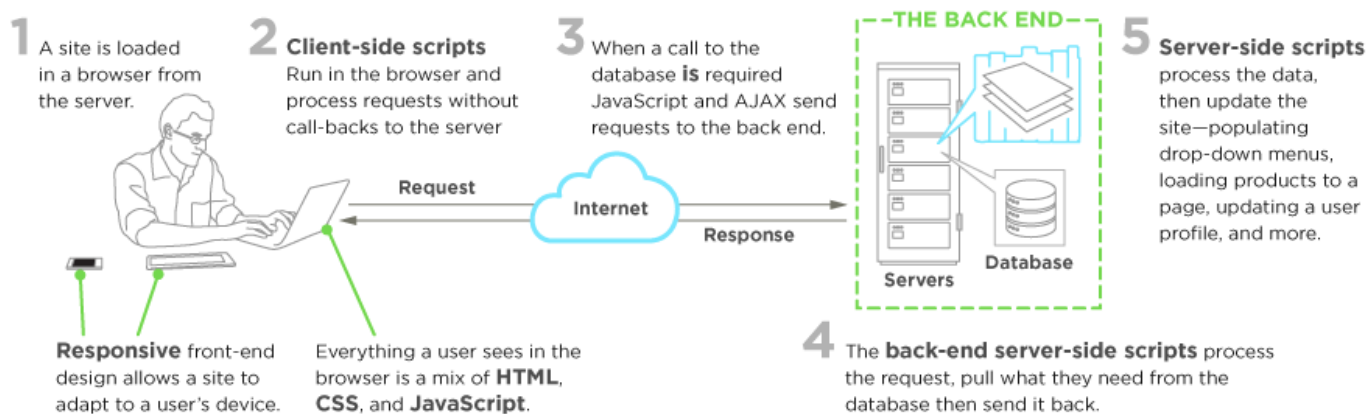 1
A site is loaded
in a browser from
the server.
2
Client-side scripts
Run in the browser and
process requests without
call-backs to the server
3
When a call to the
database is required
JavaScript and AJAX send
requests to the back end.
THE BACK END
5
Server-side scripts
process the data,
then update the
site—populating
drop-down menus,
loading products to a
page, updating a user
profile, and more.
Request
Internet
Response
Servers
Database
Responsive front-end
design allows a site to
adapt to a user's device.
Everything a user sees in the
browser is a mix of HTML,
CSS, and JavaScript.
4
The back-end server-side scripts process
the request, pull what they need from the
database then send it back.